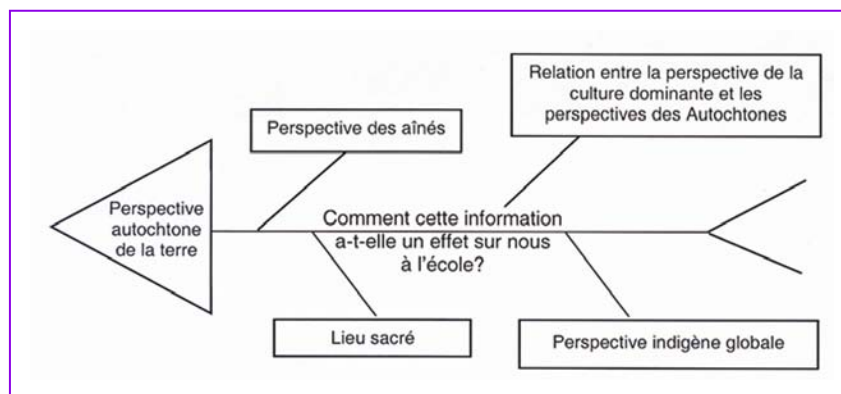 Relation entre la perspective de la
culture dominante et les
perspectives des Autochtones
Perspective des aînés
Perspective
autochtone
de la terre
Comment cette information
a-t-elle un effet sur nous
à l'école?
Lieu sacré
Perspective indigène globale